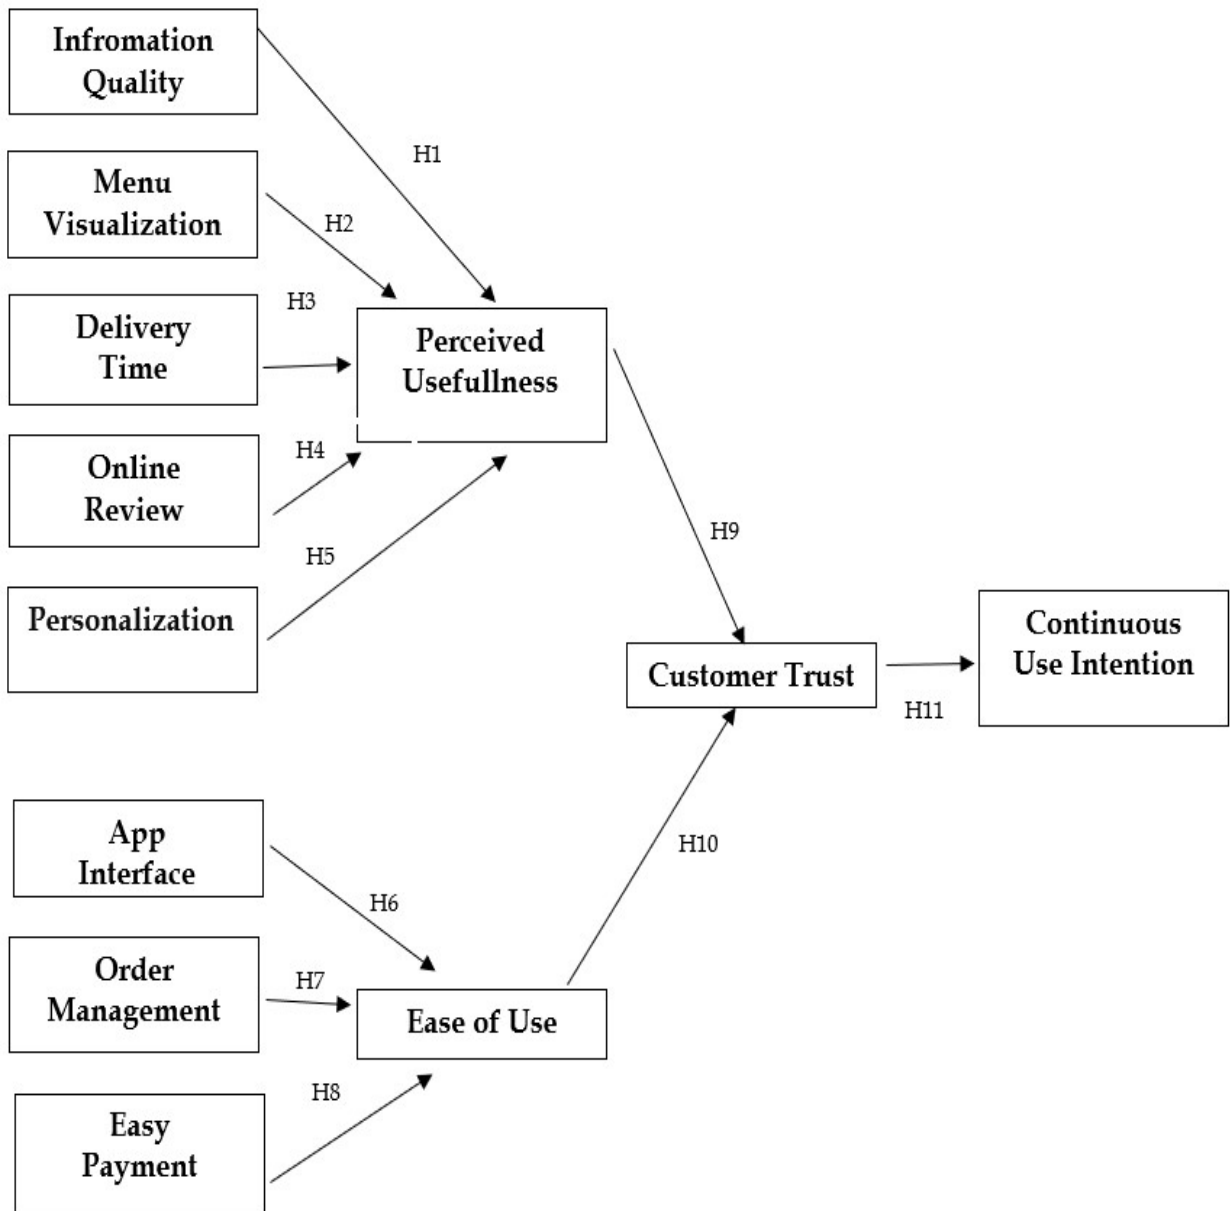 Infromation
Quality
H1
Menu
Visualization
H2
H3
Delivery
Time
Perceived
Usefullness
Online
Review
H4
H5
Personalization
H9
Customer Trust
Continuous
Use Intention
H11
App
Interface
H6
H10
Order
Management
H7
Ease of Use
H8
Easy
Payment